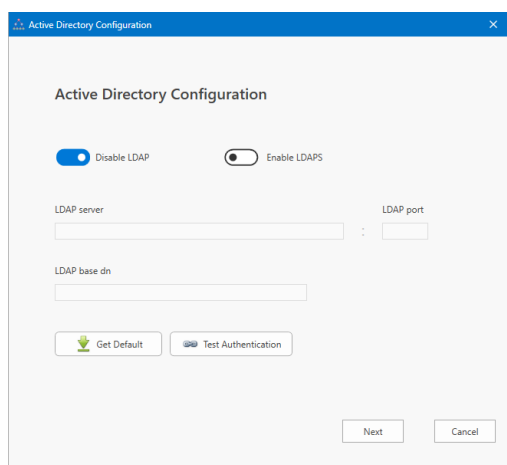 Active Directory Configuration
Active Directory Configuration
Disable LDAP
Enable LDAPS
LDAP server
LDAP port
:
LDAP base dn
Get Default
Test Authentication
Next
Cancel